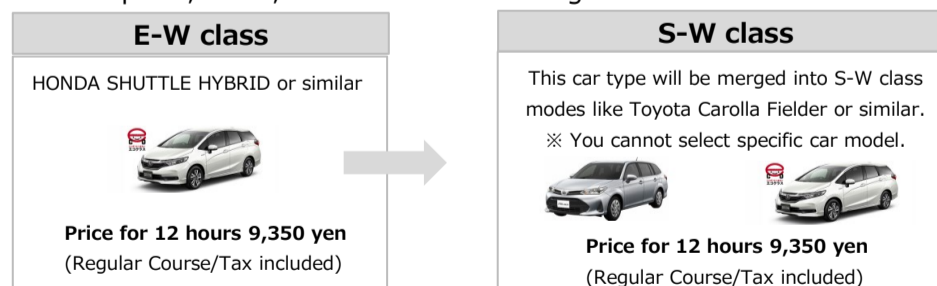 E-W class
HONDA SHUTTLE HYBRID or similar
Price for 12 hours 9,350 yen
(Regular Course/Tax included)
S-W class
This car type will be merged into S-W class
modes like Toyota Carolla Fielder or similar.
※ You cannot select specific car model.
Price for 12 hours 9,350 yen
(Regular Course/Tax included)